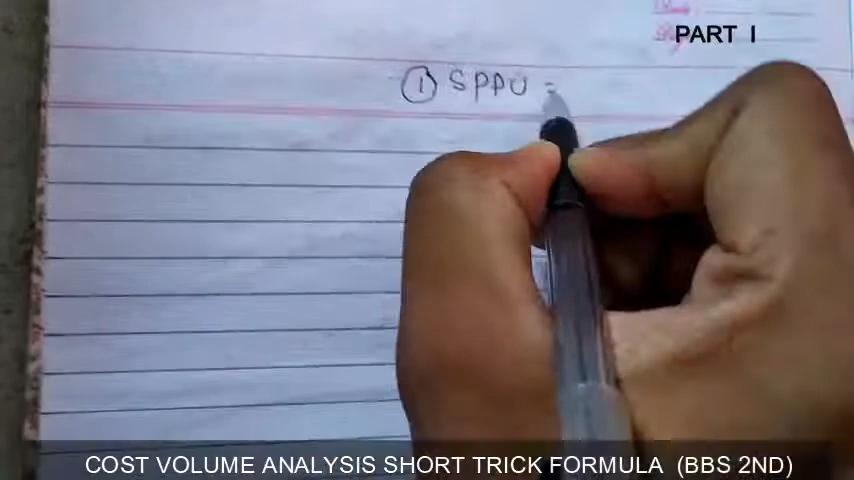 PART I
① SPPU =
COST VOLUME ANALYSIS SHORT TRICK FORMULA (BBS 2ND)